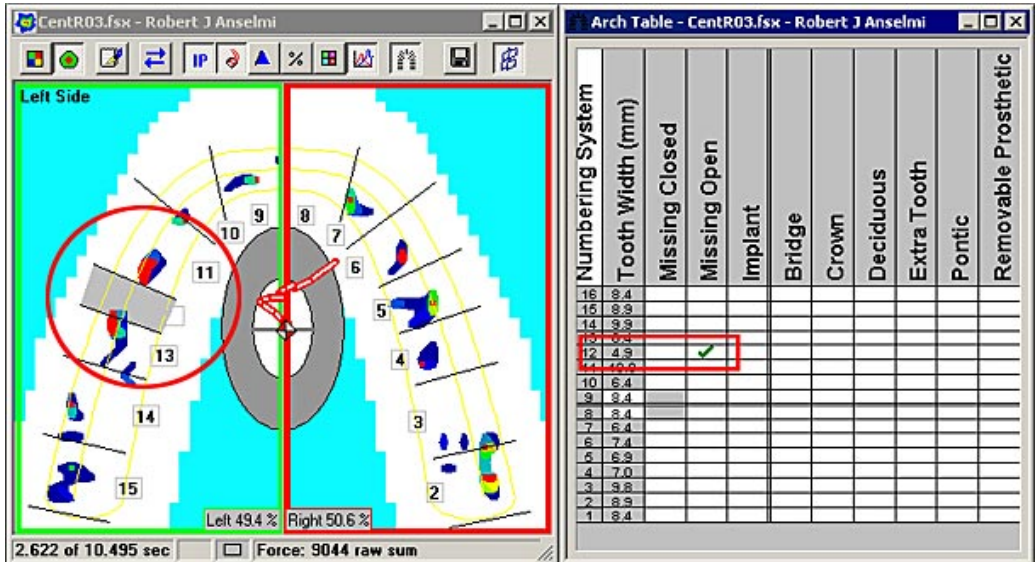 CentR03.fsx - Robert J Anselmi
IP
%
Left Side
9
8
10
7
11
6
5
13
4
14
3
15
2
Left 49.4 %
Right 50.6 %
2.622 of 10.495 sec
Force: 9044 raw sum
Arch Table - CentR03.fsx - Robert J Anselmi
Numbering System
Tooth Width (mm)
Missing Closed
Missing Open
Implant
Bridge
Crown
Deciduous
Extra Tooth
Pontic
Removable Prosthetic
16 8.4
15 8.9
14 9.9
12 4.9
10 6.4
9 8.4
8 8.4
7 6.4
6 7.4
5 6.9
4 7.0
3 9.8
2 8.9
1 8.4